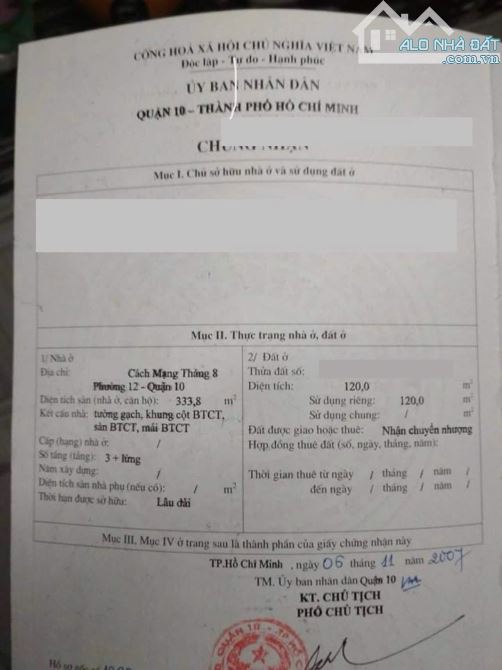 ALO NHÀ ĐẤT
.com.vn
CỘNG HOÀ XÃ HỘI CHỦ NGHĨA VIỆT NAM
Độc lập - Tự do - Hạnh phúc
ỦY BAN NHÂN DÂN
QUẬN 10 – THÀNH PHỐ HỒ CHÍ MINH
CHỨNG NHẬN
Mục I. Chủ sở hữu nhà ở và sử dụng đất ở
Mục II. Thực trạng nhà ở, đất ở
1/ Nhà ở
Địa chỉ: Cách Mạng Tháng 8
Phường 12 - Quận 10
Diện tích sàn (nhà ở, căn hộ): 333,8 m2
Kết cấu nhà: tường gạch, khung cột BTCT,
sàn BTCT, mái BTCT
Cấp (hạng) nhà ở: /
Số tầng (tầng): 3 + lửng
Năm xây dựng: /
Diện tích sàn nhà phụ (nếu có): / m2
Thời hạn được sở hữu: Lâu dài
2/ Đất ở
Thửa đất số:
Diện tích: 120,0 m2
Sử dụng riêng: 120,0 m2
Sử dụng chung: / m2
Đất được giao hoặc thuê: Nhận chuyển nhượng
Hợp đồng thuê đất (số, ngày, tháng, năm):
/
Thời gian thuê từ ngày / tháng / năm /
đến ngày / tháng / năm /
Mục III, Mục IV ở trang sau là thành phần của giấy chứng nhận này
TP.Hồ Chí Minh, ngày 06 tháng 11 năm 2007
TM. Ủy ban nhân dân Quận 10
KT. CHỦ TỊCH
PHÓ CHỦ TỊCH